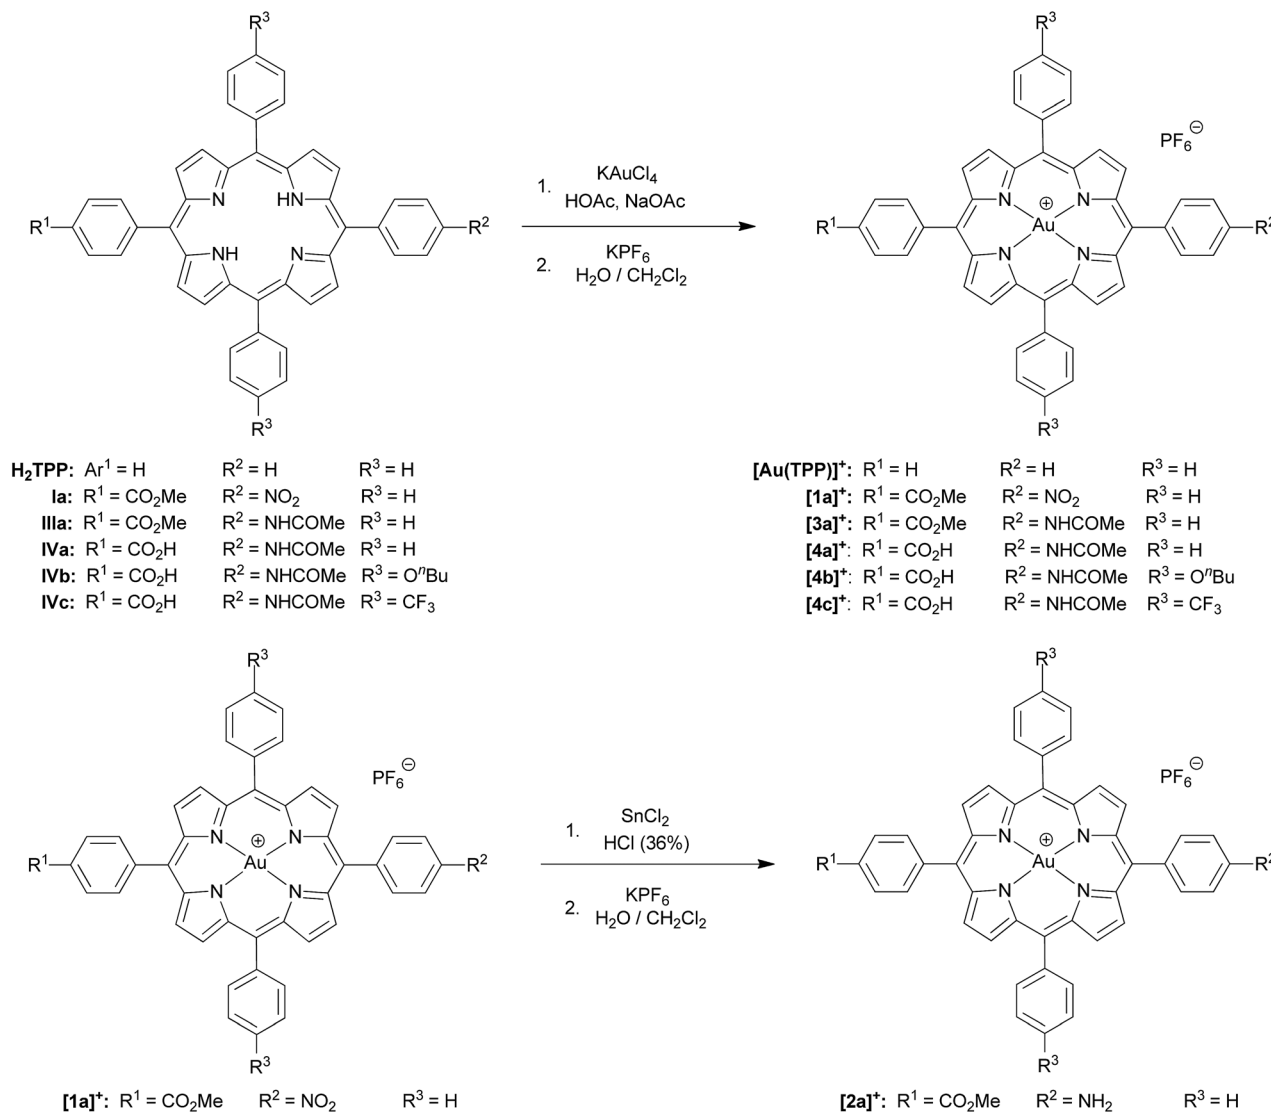 R³ R³
PF₆⊖
KAuCl₄
1.
HOAc, NaOAc
KPF₆
2.
H₂O / CH₂Cl₂
R¹ N HN NH N R²
R¹ N N ⊕ Au N N R²
R³ R³
H₂TPP: Ar¹ = H R² = H R³ = H
Ia: R¹ = CO₂Me R² = NO₂ R³ = H
IIIa: R¹ = CO₂Me R² = NHCOMe R³ = H
IVa: R¹ = CO₂H R² = NHCOMe R³ = H
IVb: R¹ = CO₂H R² = NHCOMe R³ = OⁿBu
IVc: R¹ = CO₂H R² = NHCOMe R³ = CF₃
[Au(TPP)]⁺: R¹ = H R² = H R³ = H
[1a]⁺: R¹ = CO₂Me R² = NO₂ R³ = H
[3a]⁺: R¹ = CO₂Me R² = NHCOMe R³ = H
[4a]⁺: R¹ = CO₂H R² = NHCOMe R³ = H
[4b]⁺: R¹ = CO₂H R² = NHCOMe R³ = OⁿBu
[4c]⁺: R¹ = CO₂H R² = NHCOMe R³ = CF₃
R³ R³
PF₆⊖ PF₆⊖
SnCl₂
1.
HCl (36%)
KPF₆
2.
H₂O / CH₂Cl₂
R¹ N N ⊕ Au N N R²
R¹ N N ⊕ Au N N R²
R³ R³
[1a]⁺: R¹ = CO₂Me R² = NO₂ R³ = H
[2a]⁺: R¹ = CO₂Me R² = NH₂ R³ = H